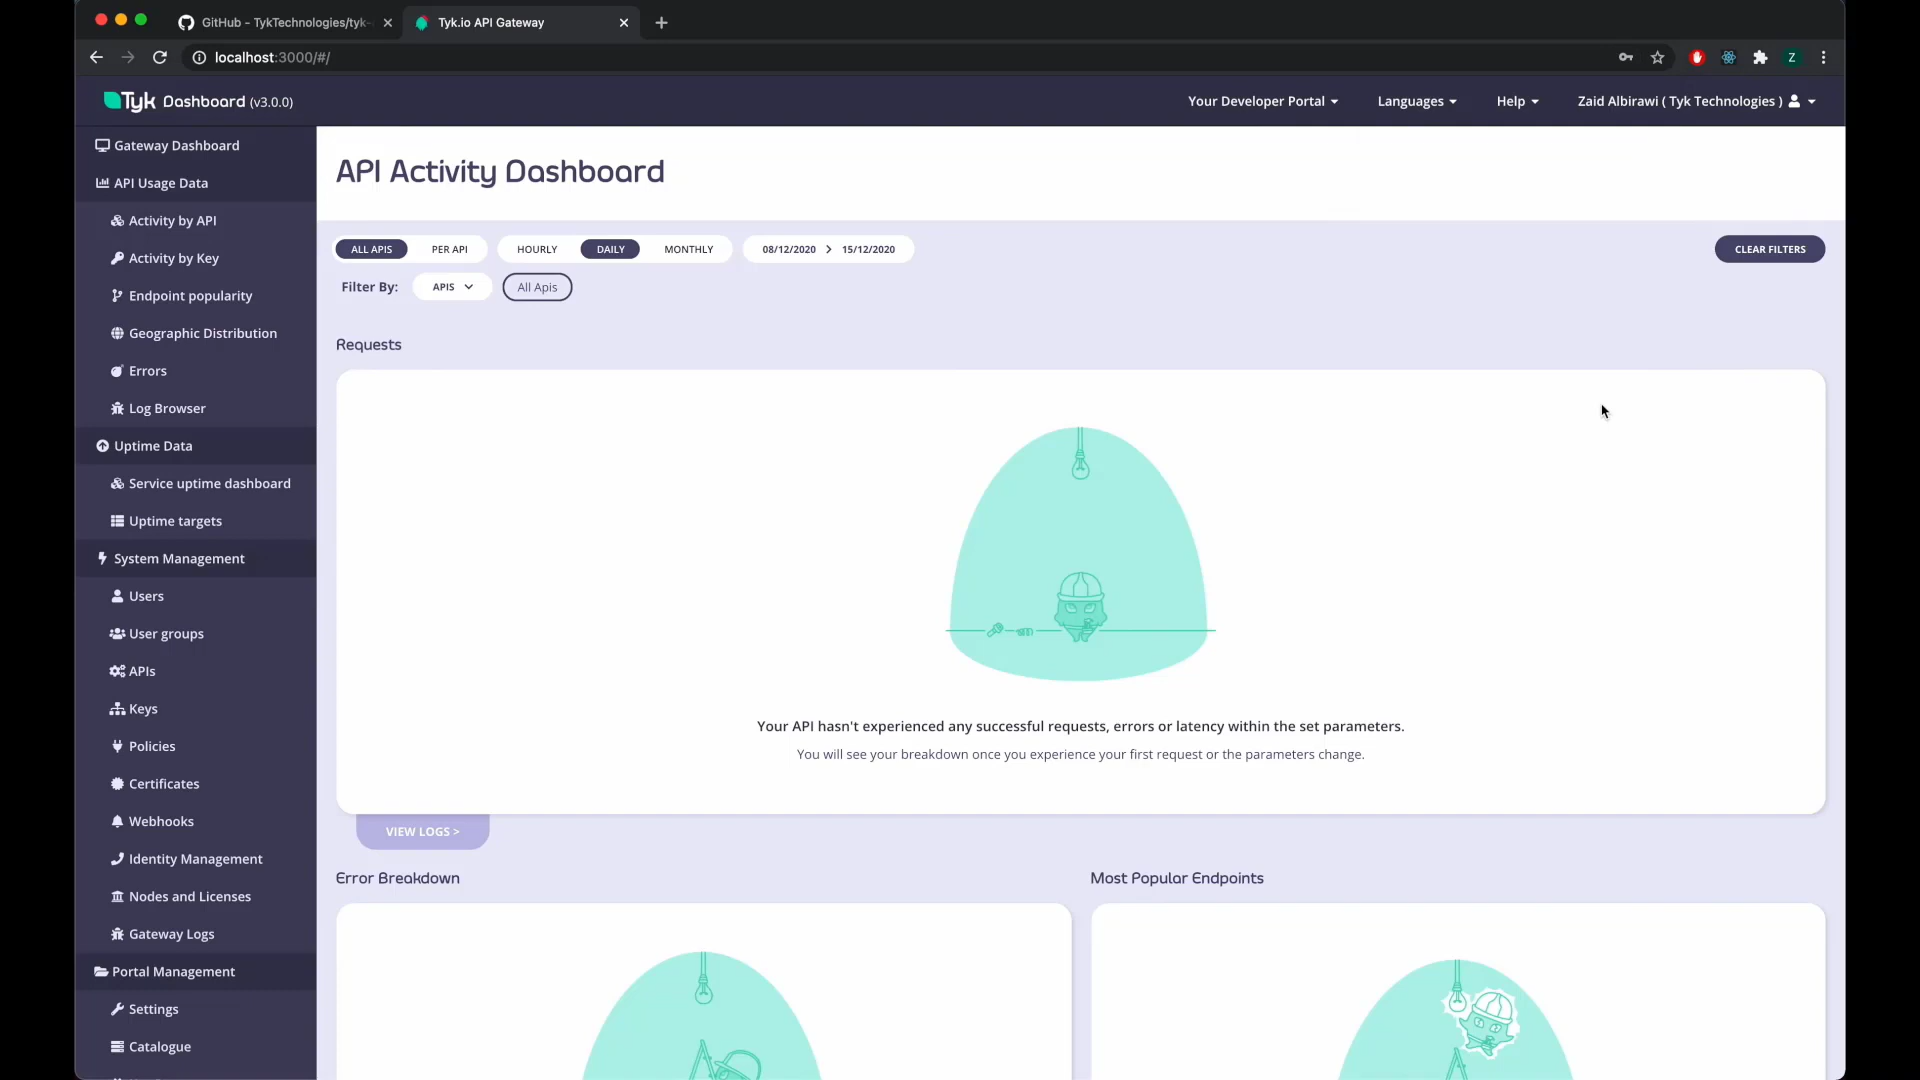 GitHub - TykTechnologies/tyk-
Tyk.io API Gateway
localhost:3000/#/
Z
Tyk Dashboard (v3.0.0)
Your Developer Portal
Languages
Help
Zaid Albirawi ( Tyk Technologies )
Gateway Dashboard
API Usage Data
Activity by API
Activity by Key
Endpoint popularity
Geographic Distribution
Errors
Log Browser
Uptime Data
Service uptime dashboard
Uptime targets
System Management
Users
User groups
APIs
Keys
Policies
Certificates
Webhooks
Identity Management
Nodes and Licenses
Gateway Logs
Portal Management
Settings
Catalogue
API Activity Dashboard
ALL APIS
PER API
HOURLY
DAILY
MONTHLY
08/12/2020 > 15/12/2020
CLEAR FILTERS
Filter By:
APIS
All Apis
Requests
Your API hasn't experienced any successful requests, errors or latency within the set parameters.
You will see your breakdown once you experience your first request or the parameters change.
VIEW LOGS >
Error Breakdown
Most Popular Endpoints